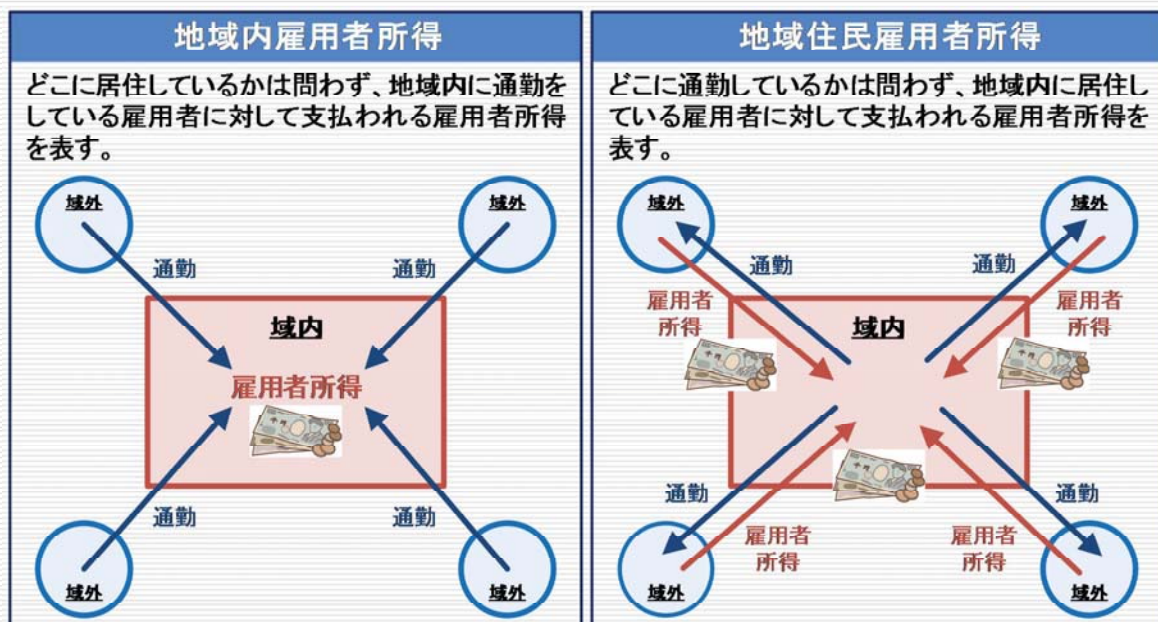 地域内雇用者所得
どこに居住しているかは問わず、地域内に通勤を
している雇用者に対して支払われる雇用者所得
を表す。
域外
域外
通勤
通勤
域内
雇用者所得
通勤
通勤
域外
域外
地域住民雇用者所得
どこに通勤しているかは問わず、地域内に居住し
ている雇用者に対して支払われる雇用者所得を
表す。
域外
域外
通勤
通勤
雇用者
所得
雇用者
所得
域内
通勤
通勤
雇用者
所得
雇用者
所得
域外
域外